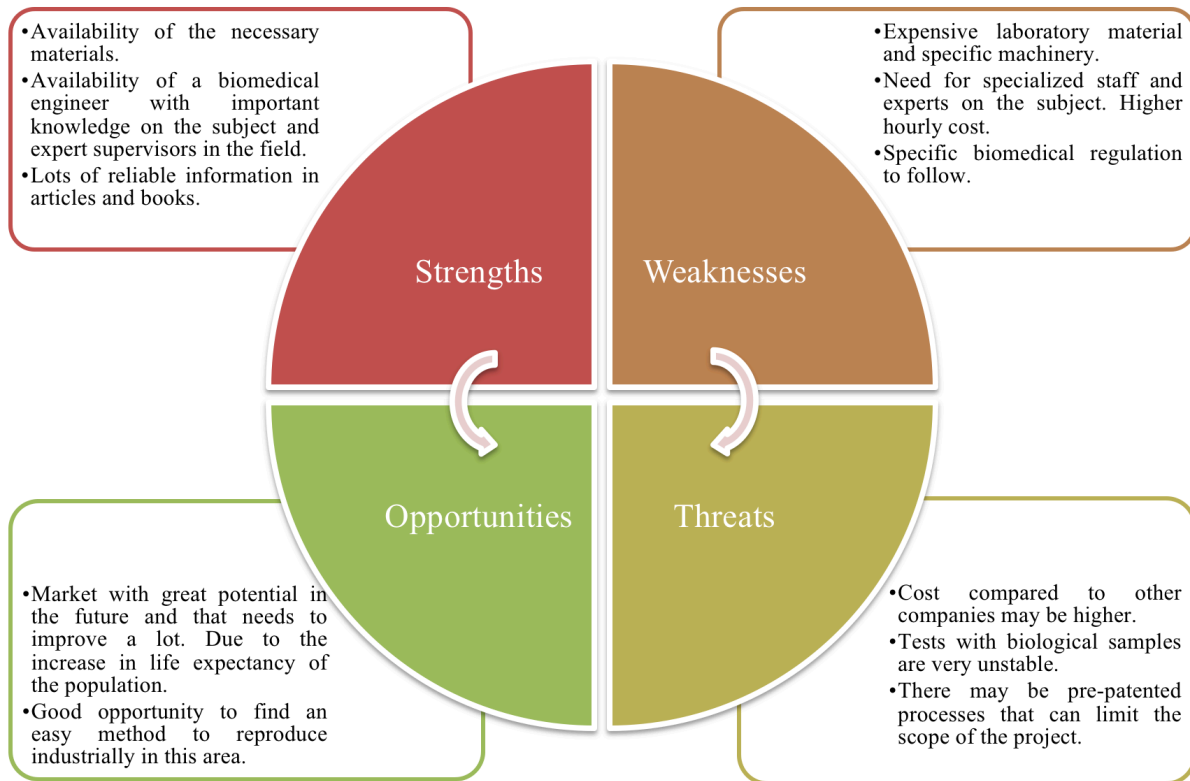 •Availability of the necessary
materials.
•Availability of a biomedical
engineer with important
knowledge on the subject and
expert supervisors in the field.
•Lots of reliable information in
articles and books.
•Expensive laboratory material
and specific machinery.
•Need for specialized staff and
experts on the subject. Higher
hourly cost.
•Specific biomedical regulation
to follow.
Strengths
Weaknesses
Opportunities
Threats
•Market with great potential in
the future and that needs to
improve a lot. Due to the
increase in life expectancy of
the population.
•Good opportunity to find an
easy method to reproduce
industrially in this area.
•Cost compared to other
companies may be higher.
•Tests with biological samples
are very unstable.
•There may be pre-patented
processes that can limit the
scope of the project.